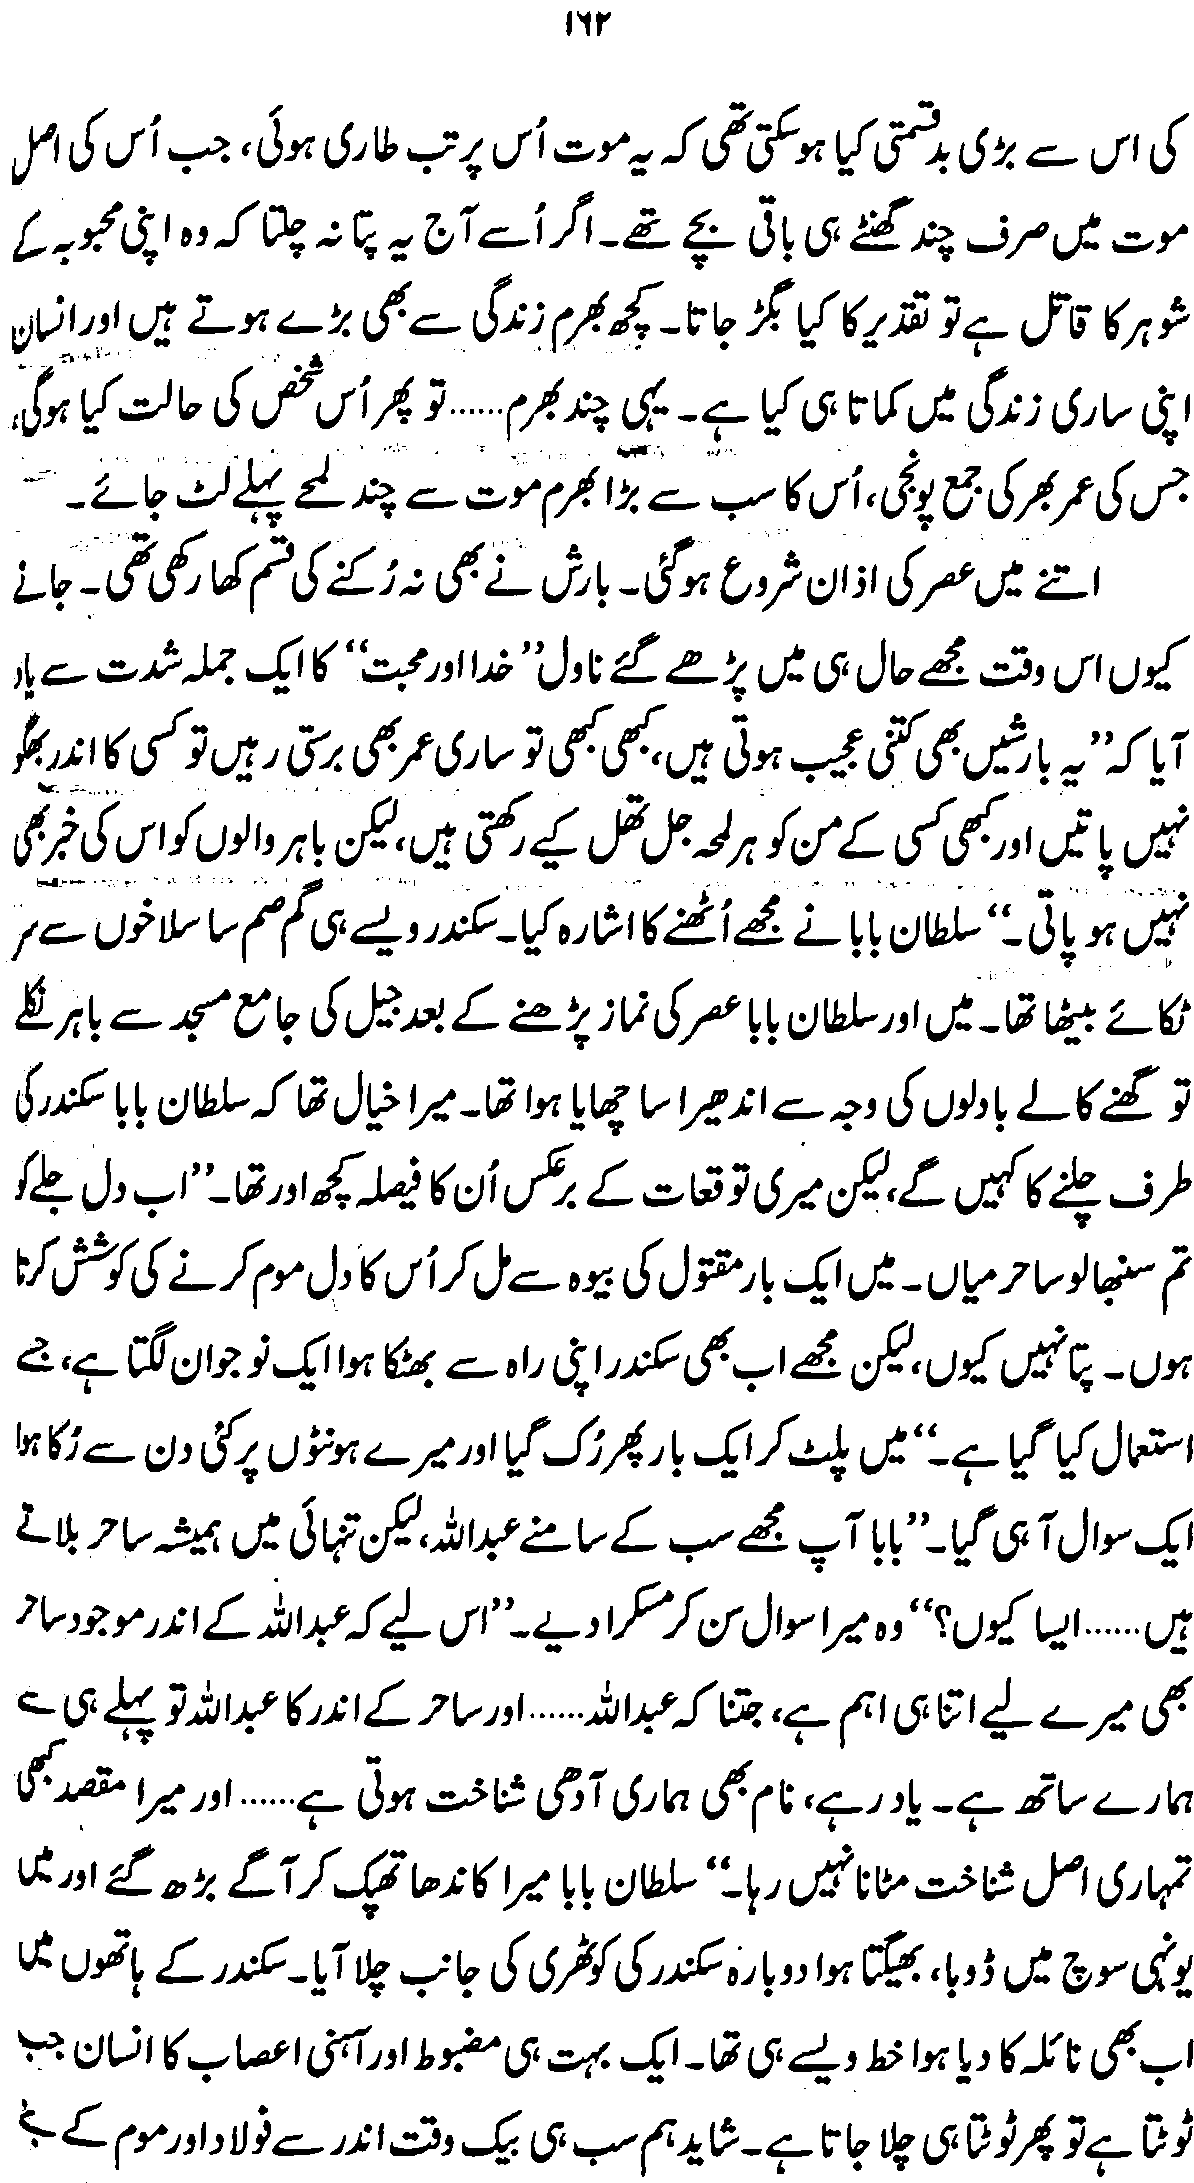 ۱۶۲
کی اس سے بڑی بدقسمتی کیا ہوسکتی تھی کہ یہ موت اُس پر تب طاری ہوئی، جب اُس کی اصل
موت میں صرف چند گھنٹے ہی باقی بچے تھے۔ اگر اُسے آج یہ پتا نہ چلتا کہ وہ اپنی محبوبہ کے
شوہر کا قاتل ہے تو تقدیر کا کیا بگڑ جاتا۔ کچھ بھرم زندگی سے بھی بڑے ہوتے ہیں اور انسان
اپنی ساری زندگی میں کماتا ہی کیا ہے۔ یہی چند بھرم......تو پھر اُس شخص کی حالت کیا ہوگی،
جس کی عمر بھر کی جمع پونجی، اُس کا سب سے بڑا بھرم موت سے چند لمحے پہلے لٹ جائے۔
اتنے میں عصر کی اذان شروع ہوگئی۔ بارش نے بھی نہ رُکنے کی قسم کھا رکھی تھی۔ جانے
کیوں اس وقت مجھے حال ہی میں پڑھے گئے ناول ’’خدا اور محبت‘‘ کا ایک جملہ شدت سے یاد
آیا کہ ’’یہ بارشیں بھی کتنی عجیب ہوتی ہیں، کبھی کبھی تو ساری عمر بھی برستی رہیں تو کسی کا اندر بھگو
نہیں پاتیں اور کبھی کسی کے من کو ہر لمحہ جل تھل کیے رکھتی ہیں، لیکن باہر والوں کو اس کی خبر بھی
نہیں ہو پاتی۔‘‘ سلطان بابا نے مجھے اُٹھنے کا اشارہ کیا۔ سکندر ویسے ہی گم صم سا سلاخوں سے سر
ٹکائے بیٹھا تھا۔ میں اور سلطان بابا عصر کی نماز پڑھنے کے بعد جیل کی جامع مسجد سے باہر نکلے
تو گھنے کالے بادلوں کی وجہ سے اندھیرا سا چھایا ہوا تھا۔ میرا خیال تھا کہ سلطان بابا سکندر کی
طرف چلنے کا کہیں گے، لیکن میری توقعات کے برعکس اُن کا فیصلہ کچھ اور تھا۔ ’’اب دل جلے کو
تم سنبھالو ساحر میاں۔ میں ایک بار مقتول کی بیوہ سے مل کر اُس کا دل موم کرنے کی کوشش کرتا
ہوں۔ پتا نہیں کیوں، لیکن مجھے اب بھی سکندر اپنی راہ سے بھٹکا ہوا ایک نوجوان لگتا ہے، جسے
استعمال کیا گیا ہے۔‘‘ میں پلٹ کر ایک بار پھر رُک گیا اور میرے ہونٹوں پر کئی دن سے رُکا ہوا
ایک سوال آ ہی گیا۔ ’’بابا آپ مجھے سب کے سامنے عبداللہ، لیکن تنہائی میں ہمیشہ ساحر بلاتے
ہیں......ایسا کیوں؟‘‘ وہ میرا سوال سن کر مسکرا دیے۔ ’’اس لیے کہ عبداللہ کے اندر موجود ساحر
بھی میرے لیے اتنا ہی اہم ہے، جتنا کہ عبداللہ......اور ساحر کے اندر کا عبداللہ تو پہلے ہی سے
ہمارے ساتھ ہے۔ یاد رہے، نام بھی ہماری آدھی شناخت ہوتی ہے......اور میرا مقصد کبھی
تمہاری اصل شناخت مٹانا نہیں رہا۔‘‘ سلطان بابا میرا کاندھا تھپک کر آگے بڑھ گئے اور میں
یونہی سوچ میں ڈوبا، بھیگتا ہوا دوبارہ سکندر کی کوٹھری کی جانب چلا آیا۔ سکندر کے ہاتھوں میں
اب بھی نائلہ کا دیا ہوا خط ویسے ہی تھا۔ ایک بہت ہی مضبوط اور آہنی اعصاب کا انسان جب
ٹوٹتا ہے تو پھر ٹوٹتا ہی چلا جاتا ہے۔ شاید ہم سب ہی بیک وقت اندر سے فولاد اور موم کے بنے